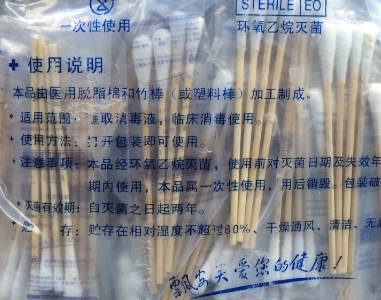 STERILE EO
一次性使用
环氧乙烷灭菌
使用说明
本品由医用脱脂棉和竹棒（或塑料棒）加工制成。
适用范围：蘸取消毒液，临床消毒使用。
使用方法：打开包装即可使用。
注意事项：本品经环氧乙烷灭菌，使用前对灭菌日期及失效年
期内使用，本品属一次性使用，用后销毁。包装破
灭菌有效期：自灭菌之日起两年。
贮 存：贮存在相对湿度不超过80%、干燥通风、清洁、无腐
飘安关爱您的健康！